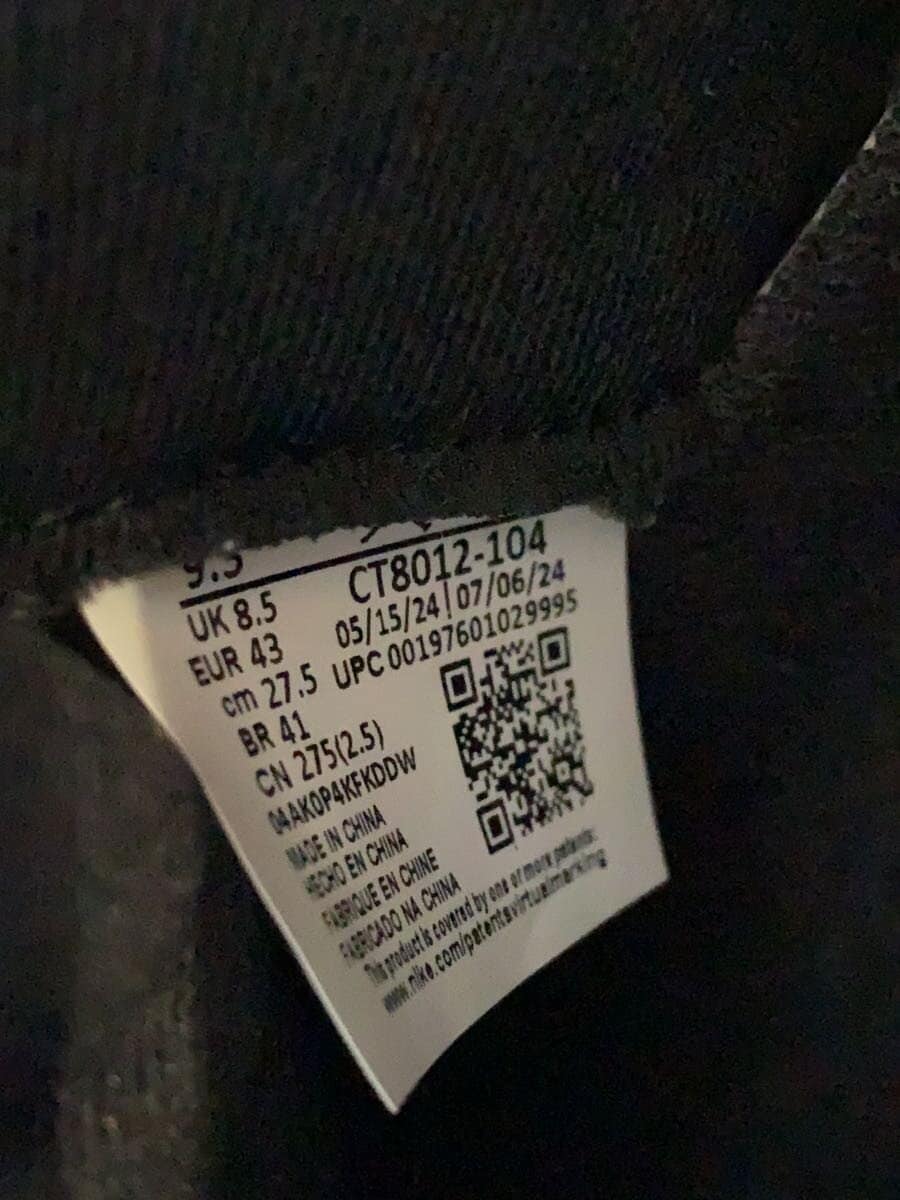 9.5
UK 8.5
EUR 43
cm 27.5
BR 41
CN 275(2.5)
CT8012-104
05/15/24|07/06/24
UPC 00197601029995
04AK0P4KFKDDW
MADE IN CHINA
HECHO EN CHINA
FABRIQUE EN CHINE
FABRICADO NA CHINA
This product is covered by one or more patents:
www.nike.com/patentsvirtualmarking